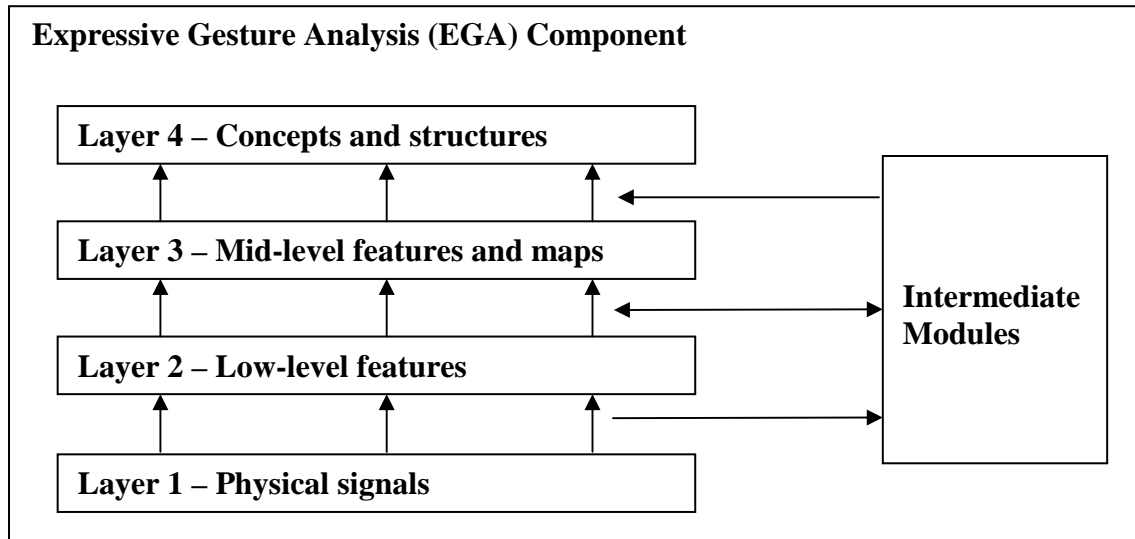 Expressive Gesture Analysis (EGA) Component
Layer 4 – Concepts and structures
Layer 3 – Mid-level features and maps
Intermediate
Modules
Layer 2 – Low-level features
Layer 1 – Physical signals